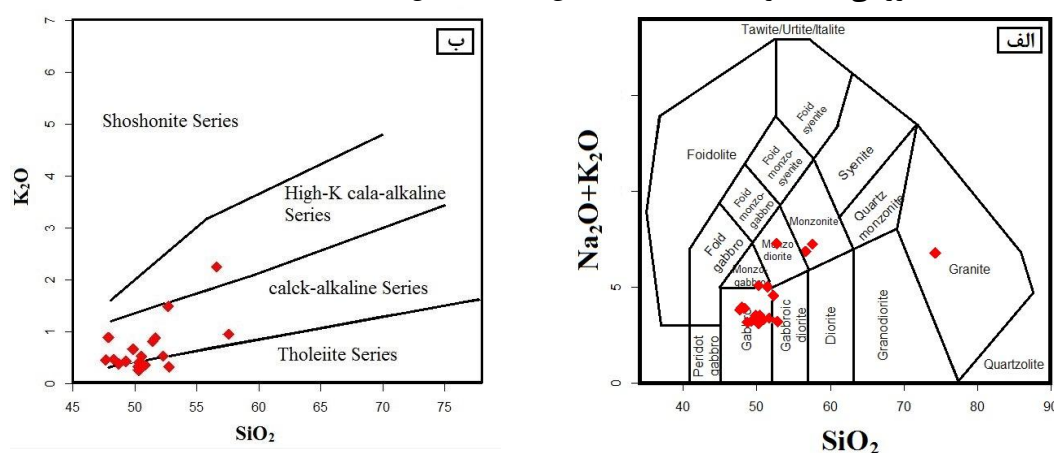 ب
7
6
5
4
3
2
1
0
K₂O
Shoshonite Series
High-K cala-alkaline
Series
calck-alkaline Series
Tholeiite Series
45
50
55
60
65
70
75
SiO₂
الف
Tawite/Urtite/Italite
Na₂O+K₂O
5
0
Foidolite
Foid
syenite
Foid
monzo-
syenite
Syenite
Foid
monzo-
gabbro
Quartz
monzonite
Monzonite
Foid
gabbro
Monzo
diorite
Monzo-
gabbro
Granite
Peridot
gabbro
Gabbro
Gabbroic
diorite
Diorite
Granodiorite
Quartzolite
40
50
60
70
80
90
SiO₂